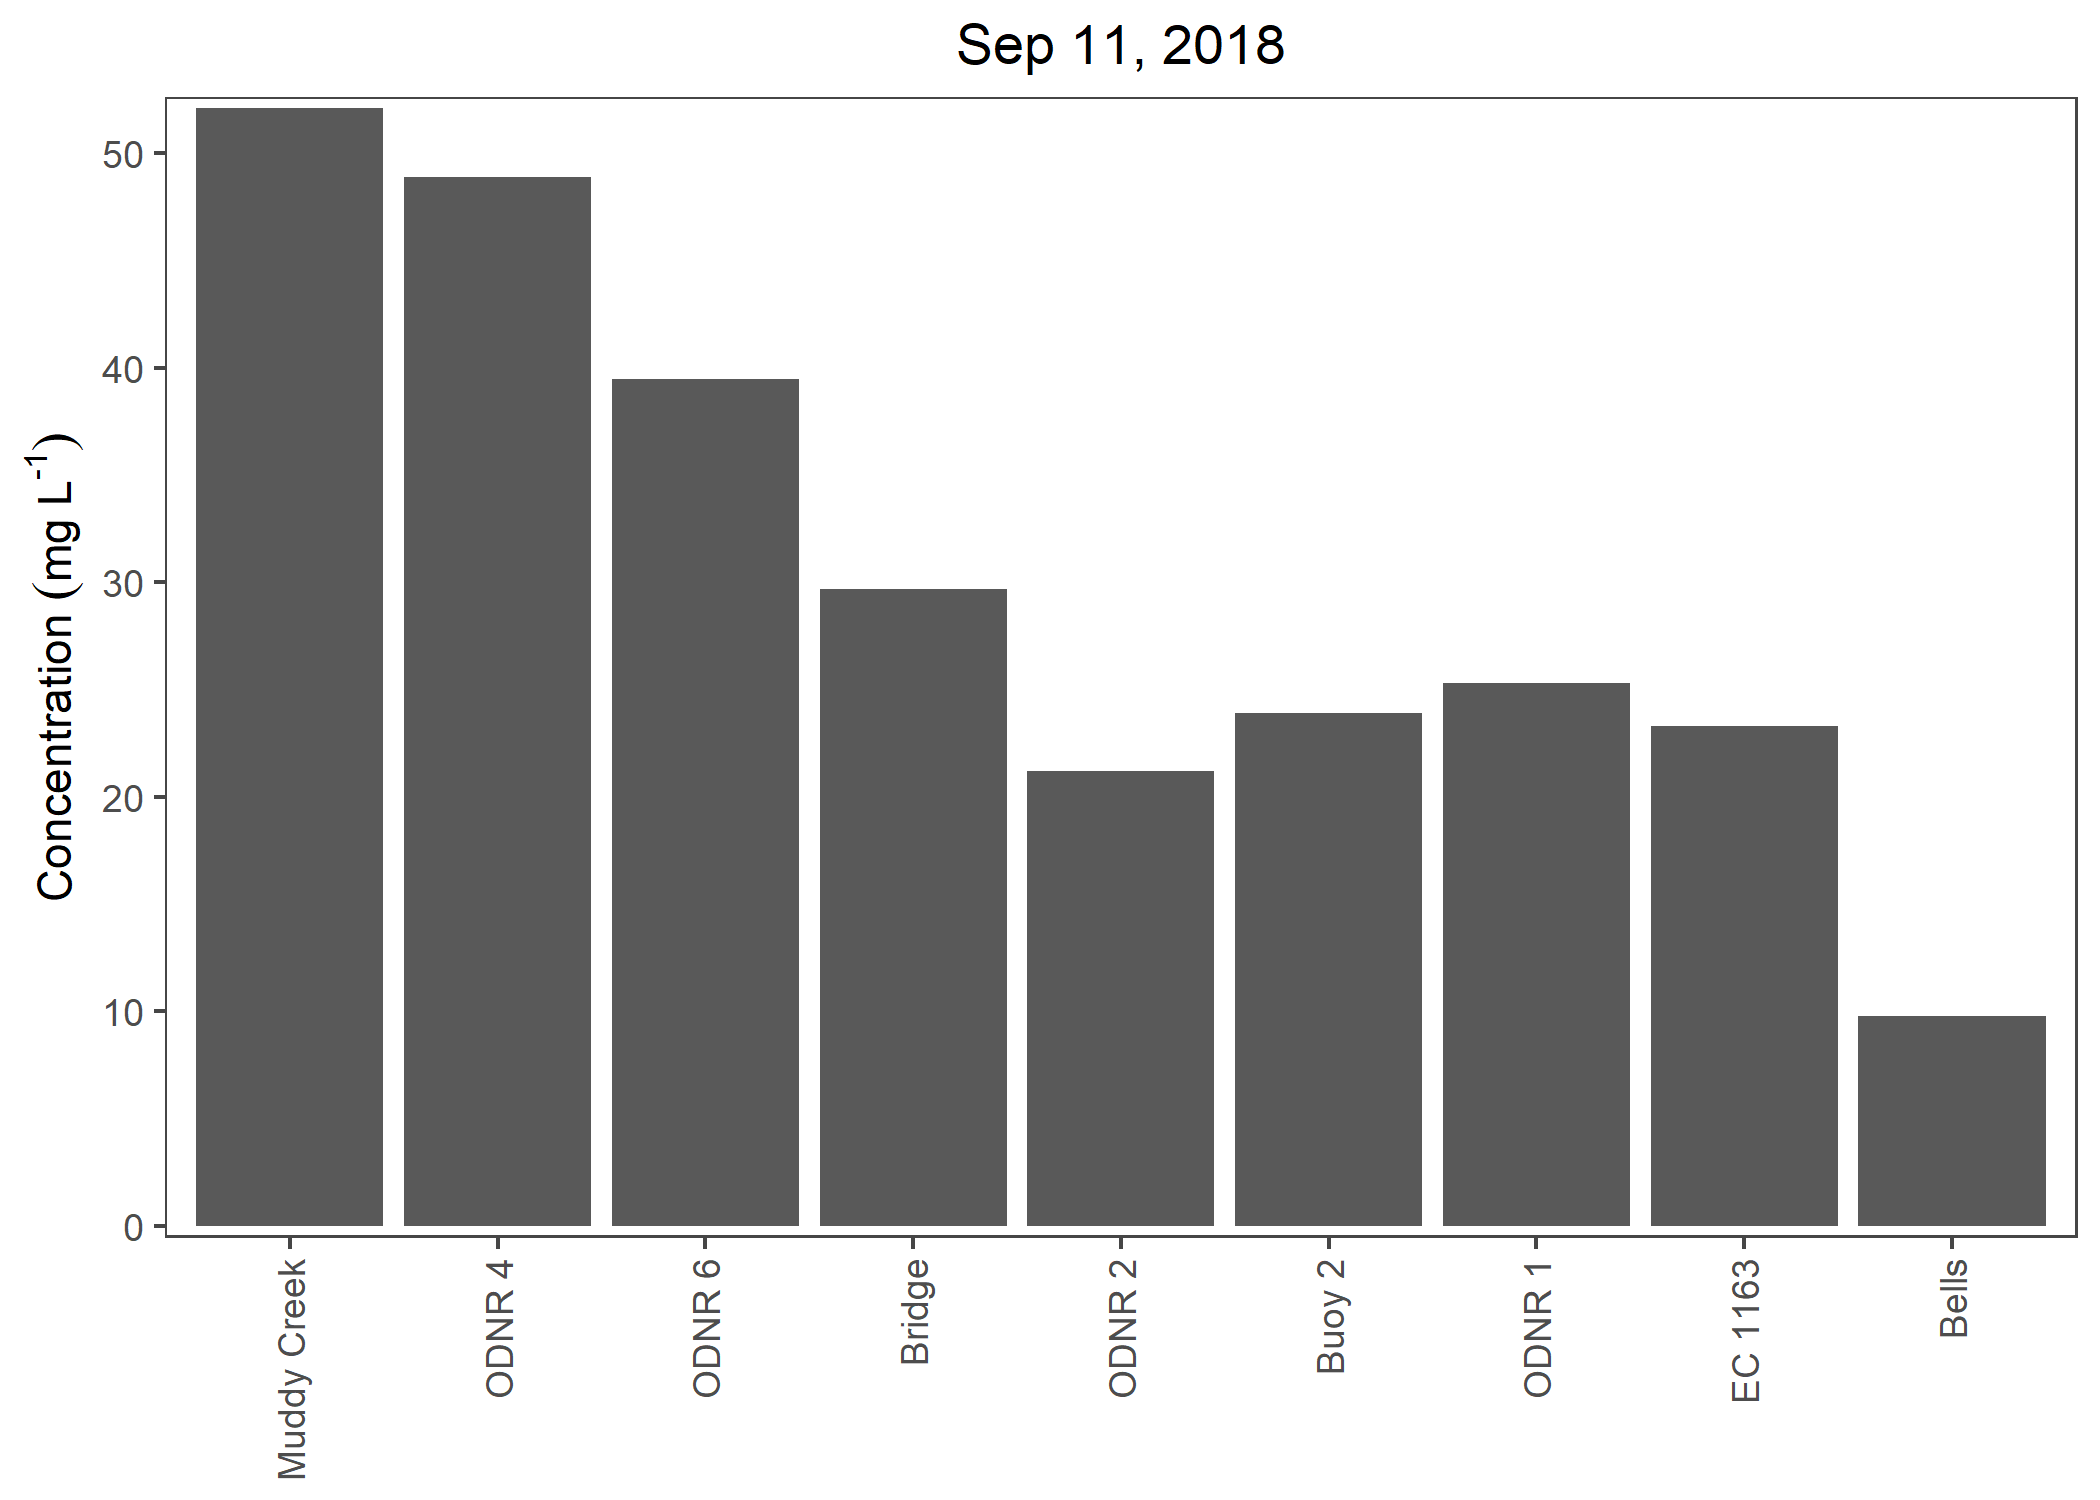 Sep 11, 2018
Concentration (mg L⁻¹)
50
40
30
20
10
0
Muddy Creek
ODNR 4
ODNR 6
Bridge
ODNR 2
Buoy 2
ODNR 1
EC 1163
Bells